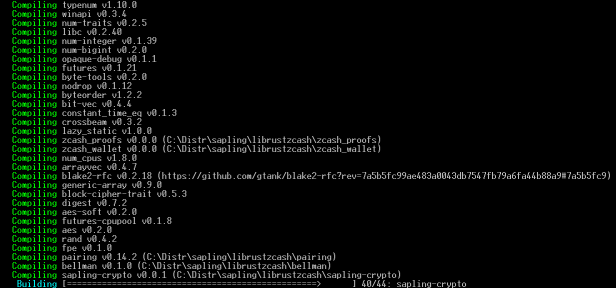 Compiling typenum v1.10.0
Compiling winapi v0.3.4
Compiling num-traits v0.2.5
Compiling libc v0.2.40
Compiling num-integer v0.1.39
Compiling num-bigint v0.2.0
Compiling opaque-debug v0.1.1
Compiling futures v0.1.21
Compiling byte-tools v0.2.0
Compiling nodrop v0.1.12
Compiling byteorder v1.2.2
Compiling bit-vec v0.4.4
Compiling constant_time_eq v0.1.3
Compiling crossbeam v0.3.2
Compiling lazy_static v1.0.0
Compiling zcash_proofs v0.0.0 (C:\Distr\sapling\librustzcash\zcash_proofs)
Compiling zcash_wallet v0.0.0 (C:\Distr\sapling\librustzcash\zcash_wallet)
Compiling num_cpus v1.8.0
Compiling arrayvec v0.4.7
Compiling blake2-rfc v0.2.18 (https://github.com/gtank/blake2-rfc?rev=7a5b5fc99ae483a0043db7547fb79a6fa44b88a9#7a5b5fc9)
Compiling generic-array v0.9.0
Compiling block-cipher-trait v0.5.3
Compiling digest v0.7.2
Compiling aes-soft v0.2.0
Compiling futures-cpupool v0.1.8
Compiling aes v0.2.0
Compiling rand v0.4.2
Compiling fpe v0.1.0
Compiling pairing v0.14.2 (C:\Distr\sapling\librustzcash\pairing)
Compiling bellman v0.1.0 (C:\Distr\sapling\librustzcash\bellman)
Compiling sapling-crypto v0.0.1 (C:\Distr\sapling\librustzcash\sapling-crypto)
Building [==================================================>      ] 40/44: sapling-crypto